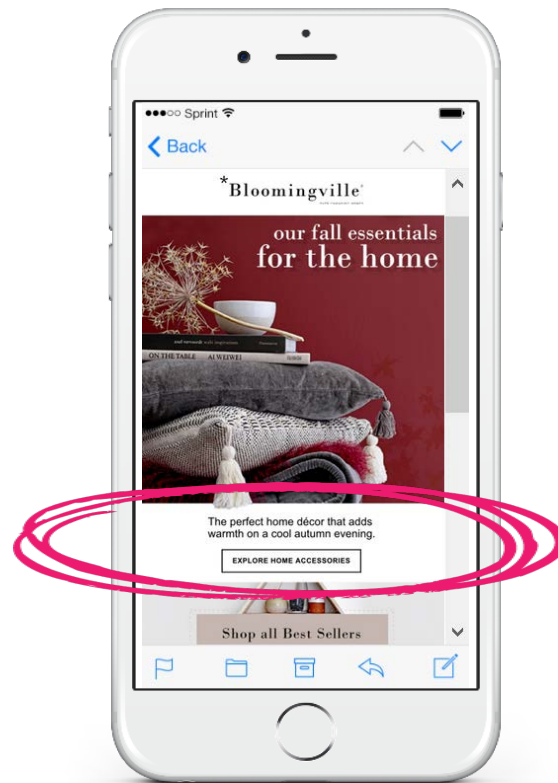 Sprint
Back
*Bloomingville
our fall essentials
for the home
ON THE TABLE AI WEIWEI
The perfect home décor that adds
warmth on a cool autumn evening.
EXPLORE HOME ACCESSORIES
Shop all Best Sellers